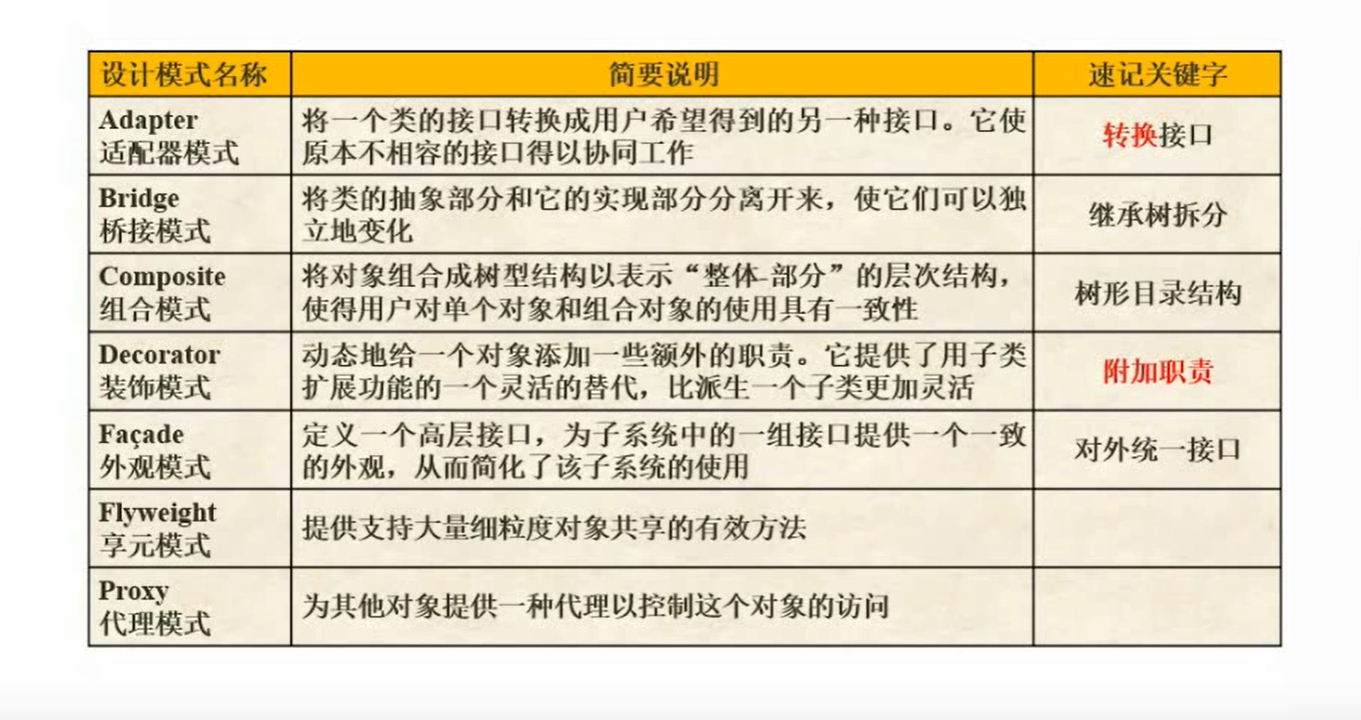 设计模式名称 简要说明 速记关键字
Adapter
适配器模式
将一个类的接口转换成用户希望得到的另一种接口。它使
原本不相容的接口得以协同工作
转换接口
Bridge
桥接模式
将类的抽象部分和它的实现部分分离开来，使它们可以独
立地变化
继承树拆分
Composite
组合模式
将对象组合成树型结构以表示“整体-部分”的层次结构，
使得用户对单个对象和组合对象的使用具有一致性
树形目录结构
Decorator
装饰模式
动态地给一个对象添加一些额外的职责。它提供了用子类
扩展功能的一个灵活的替代，比派生一个子类更加灵活
附加职责
Façade
外观模式
定义一个高层接口，为子系统中的一组接口提供一个一致
的外观，从而简化了该子系统的使用
对外统一接口
Flyweight
享元模式
提供支持大量细粒度对象共享的有效方法
Proxy
代理模式
为其他对象提供一种代理以控制这个对象的访问